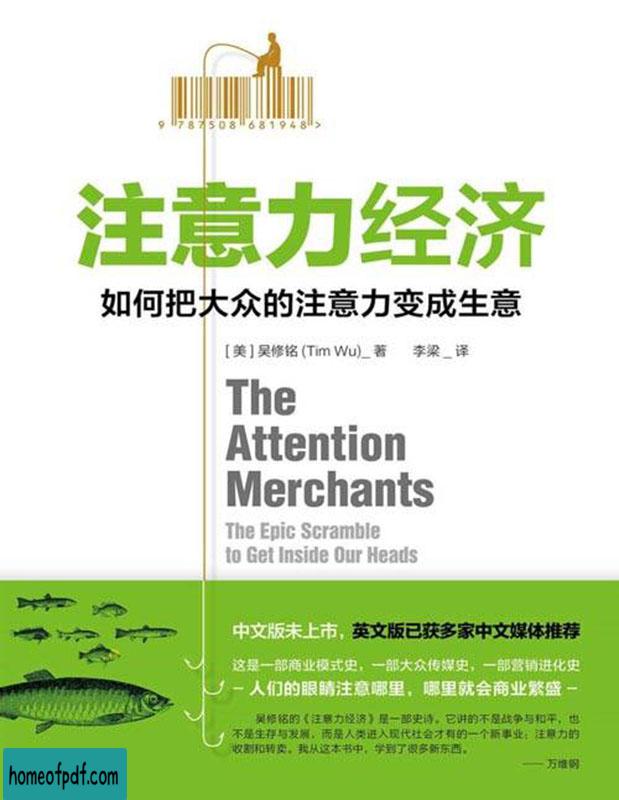 9 787508 681948 >
注意力经济
如何把大众的注意力变成生意
[ 美 ] 吴修铭 (Tim Wu)_ 著 李梁 _ 译
The
Attention
Merchants
The Epic Scramble
to Get Inside Our Heads
中文版未上市，英文版已获多家中文媒体推荐
这是一部商业模式史，一部大众传媒史，一部营销进化史
– 人们的眼睛注意哪里，哪里就会商业繁盛 –
吴修铭的《注意力经济》是一部史诗。它讲的不是战争与和平，也
不是生存与发展，而是人类进入现代社会才有的一个新事业：注意力的
收割和转卖。我从这本书中，学到了很多新东西。
—— 万维钢
homeofpdf.com